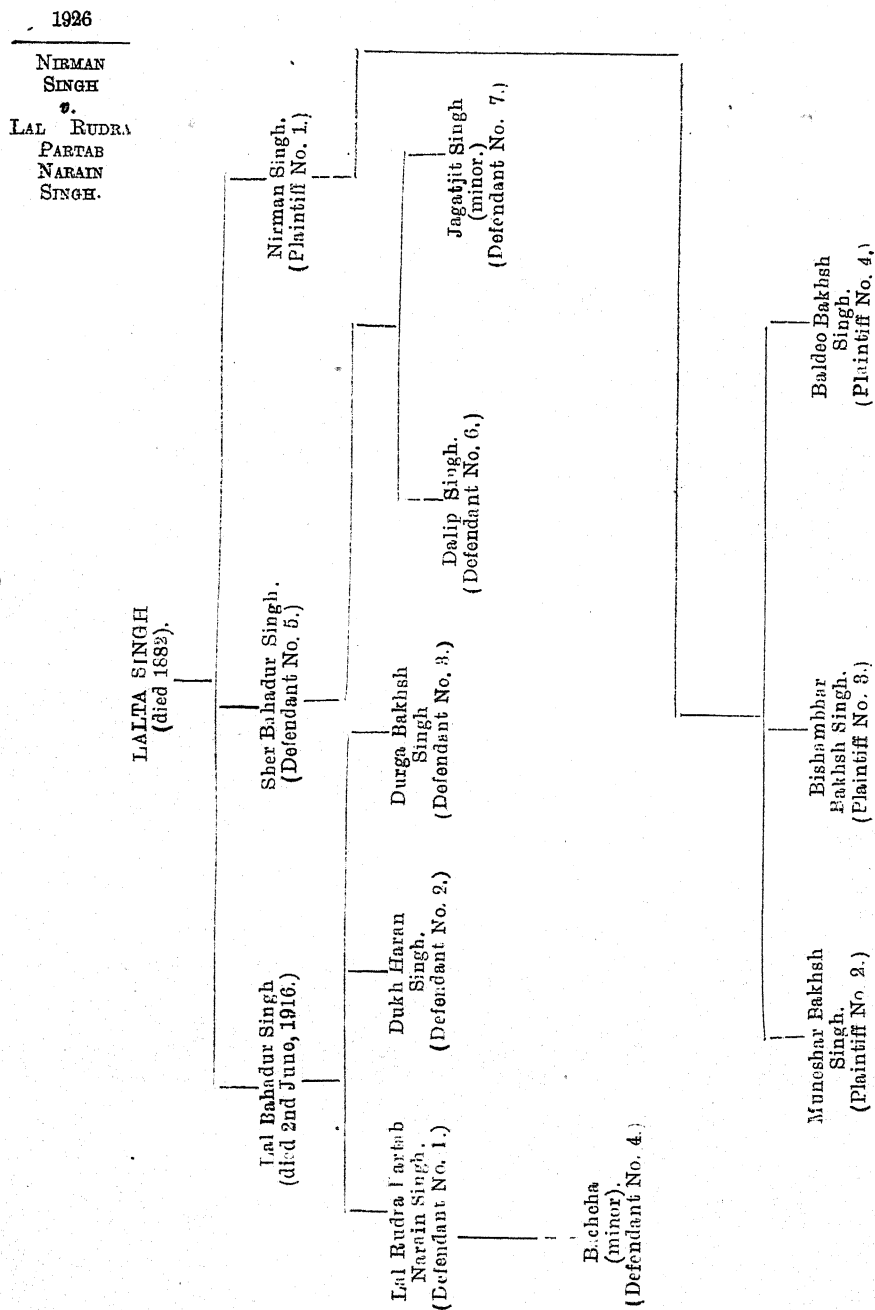 1926
NIRMAN
SINGH
v.
LAL RUDRA
PARTAB
NARAIN
SINGH.
LALTA SINGH
(died 1882).
Lal Bahadur Singh
(died 2nd June, 1916.)
Sher Bahadur Singh.
(Defendant No. 5.)
Nirman Singh.
(Plaintiff No. 1.)
Lal Rudra Partab
Narain Singh.
(Defendant No. 1.)
Dukh Haran
Singh.
(Defendant No. 2.)
Durga Bakhsh
Singh
(Defendant No. 3.)
Dalip Singh.
(Defendant No. 6.)
Jagatjit Singh
(minor.)
(Defendant No. 7.)
Bachcha
(minor).
(Defendant No. 4.)
Muneshar Bakhsh
Singh.
(Plaintiff No. 2.)
Bishambhar
Bakhsh Singh.
(Plaintiff No. 3.)
Baldeo Bakhsh
Singh.
(Plaintiff No. 4.)